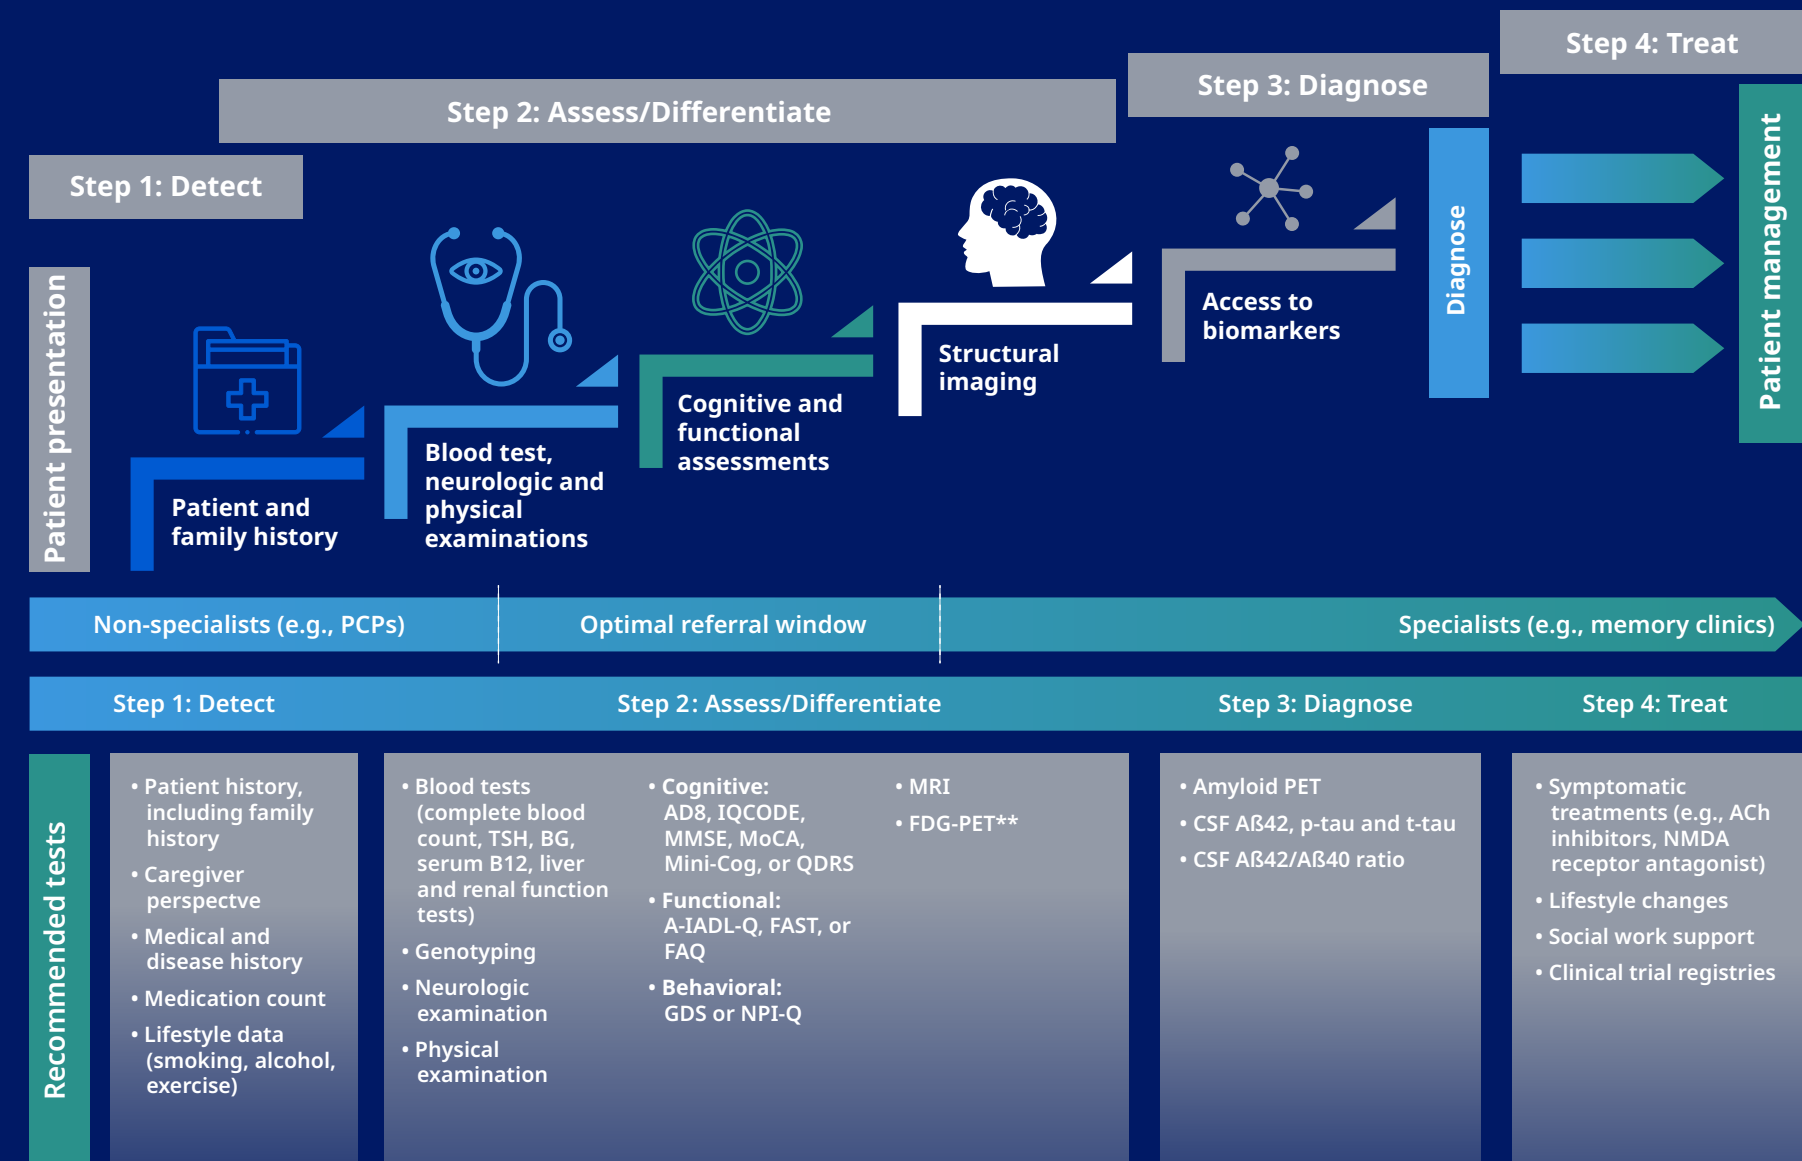 Step 4: Treat
Step 3: Diagnose
Step 2: Assess/Differentiate
Step 1: Detect
Patient presentation
Patient and
family history
Blood test,
neurologic and
physical
examinations
Cognitive and
functional
assessments
Structural
imaging
Access to
biomarkers
Diagnose
Patient management
Non-specialists (e.g., PCPs)
Optimal referral window
Specialists (e.g., memory clinics)
Step 1: Detect
Step 2: Assess/Differentiate
Step 3: Diagnose
Step 4: Treat
Recommended tests
• Patient history,
including family
history
• Caregiver
perspectve
• Medical and
disease history
• Medication count
• Lifestyle data
(smoking, alcohol,
exercise)
• Blood tests
(complete blood
count, TSH, BG,
serum B12, liver
and renal function
tests)
• Genotyping
• Neurologic
examination
• Physical
examination
• Cognitive:
AD8, IQCODE,
MMSE, MoCA,
Mini-Cog, or QDRS
• Functional:
A-IADL-Q, FAST, or
FAQ
• Behavioral:
GDS or NPI-Q
• MRI
• FDG-PET**
• Amyloid PET
• CSF Aß42, p-tau and t-tau
• CSF Aß42/Aß40 ratio
• Symptomatic
treatments (e.g., ACh
inhibitors, NMDA
receptor antagonist)
• Lifestyle changes
• Social work support
• Clinical trial registries